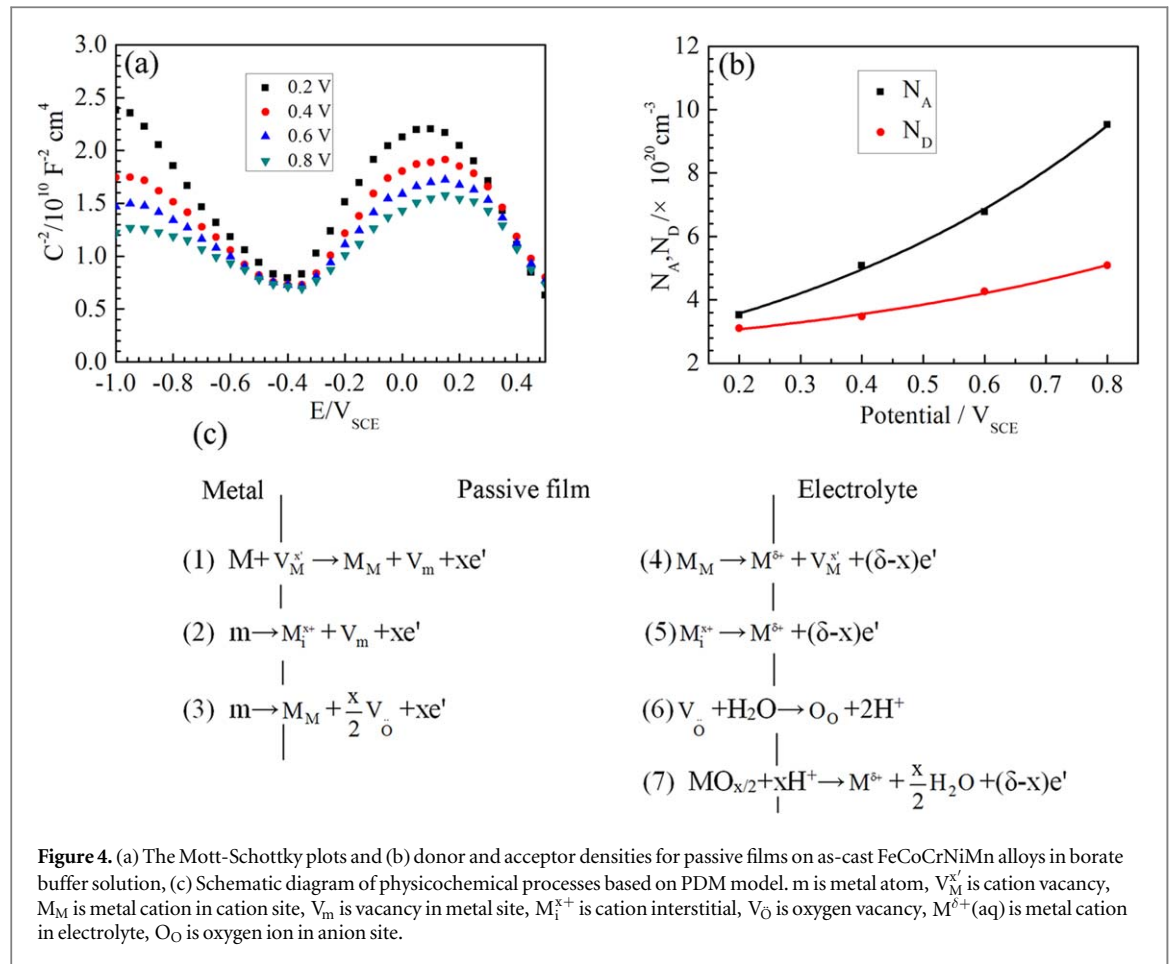 (a)
3.0
2.5
2.0
1.5
1.0
0.5
0.0
C⁻²/10¹⁰ F⁻² cm⁴
0.2 V
0.4 V
0.6 V
0.8 V
-1.0 -0.8 -0.6 -0.4 -0.2 0.0 0.2 0.4
E/V_SCE
(b)
12
10
8
6
4
2
N_A,N_D/× 10²⁰cm⁻³
N_A
N_D
0.2 0.3 0.4 0.5 0.6 0.7 0.8
Potential / V_SCE
(c)
Metal Passive film Electrolyte
(1) M+ V_M^x′ → M_M + V_m +xe'
(2) m→ M_i^x+ + V_m +xe'
(3) m→ M_M + x/2 V_Ö +xe'
(4) M_M → M^δ+ + V_M^x′ +(δ-x)e'
(5) M_i^x+ → M^δ+ +(δ-x)e'
(6) V_Ö +H₂O→ O_O +2H⁺
(7) MO_x/2+xH⁺→ M^δ+ + x/2 H₂O +(δ-x)e'
Figure 4. (a) The Mott-Schottky plots and (b) donor and acceptor densities for passive films on as-cast FeCoCrNiMn alloys in borate
buffer solution, (c) Schematic diagram of physicochemical processes based on PDM model. m is metal atom, V_M^x′ is cation vacancy,
M_M is metal cation in cation site, V_m is vacancy in metal site, M_i^x+ is cation interstitial, V_Ö is oxygen vacancy, M^δ+(aq) is metal cation
in electrolyte, O_O is oxygen ion in anion site.